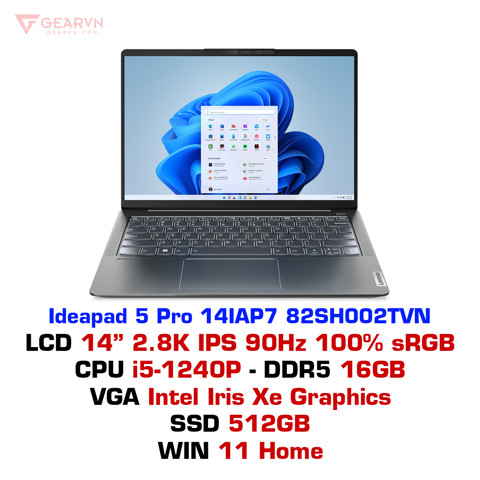 GEARVN
GEARVN.COM
Lenovo
Ideapad 5 Pro 14IAP7 82SH002TVN
LCD 14” 2.8K IPS 90Hz 100% sRGB
CPU i5-1240P - DDR5 16GB
VGA Intel Iris Xe Graphics
SSD 512GB
WIN 11 Home